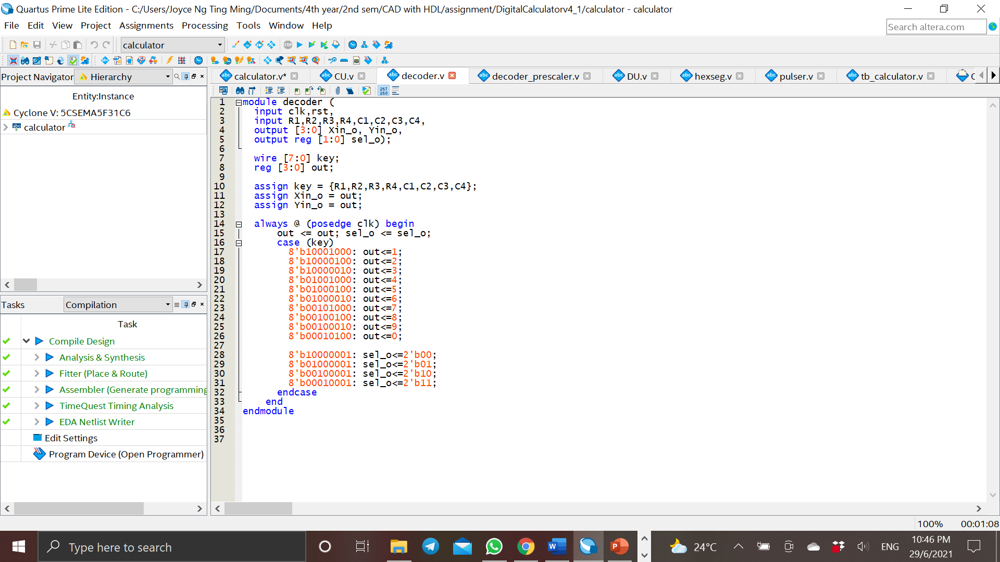 Quartus Prime Lite Edition - C:/Users/Joyce Ng Ting Ming/Documents/4th year/2nd sem/CAD with HDL/assignment/DigitalCalculatorv4_1/calculator - calculator
File Edit View Project Assignments Processing Tools Window Help
Search altera.com
calculator
Project Navigator Hierarchy
calculator.v* CU.v decoder.v decoder_prescaler.v DU.v hexseg.v pulser.v tb_calculator.v
Entity:Instance
Cyclone V: 5CSEMA5F31C6
calculator
Tasks Compilation
Task
Compile Design
Analysis & Synthesis
Fitter (Place & Route)
Assembler (Generate programming
TimeQuest Timing Analysis
EDA Netlist Writer
Edit Settings
Program Device (Open Programmer)
267
268
1 module decoder (
2 input clk,rst,
3 input R1,R2,R3,R4,C1,C2,C3,C4,
4 output [3:0] Xin_o, Yin_o,
5 output reg [1:0] sel_o);
6
7 wire [7:0] key;
8 reg [3:0] out;
9
10 assign key = {R1,R2,R3,R4,C1,C2,C3,C4};
11 assign Xin_o = out;
12 assign Yin_o = out;
13
14 always @ (posedge clk) begin
15 out <= out; sel_o <= sel_o;
16 case (key)
17 8'b10001000: out<=1;
18 8'b10000100: out<=2;
19 8'b10000010: out<=3;
20 8'b01001000: out<=4;
21 8'b01000100: out<=5;
22 8'b01000010: out<=6;
23 8'b00101000: out<=7;
24 8'b00100100: out<=8;
25 8'b00100010: out<=9;
26 8'b00010100: out<=0;
27
28 8'b10000001: sel_o<=2'b00;
29 8'b01000001: sel_o<=2'b01;
30 8'b00100001: sel_o<=2'b10;
31 8'b00010001: sel_o<=2'b11;
32 endcase
33 end
34 endmodule
35
36
37
100% 00:01:08
Type here to search
24°C
ENG
10:46 PM
29/6/2021